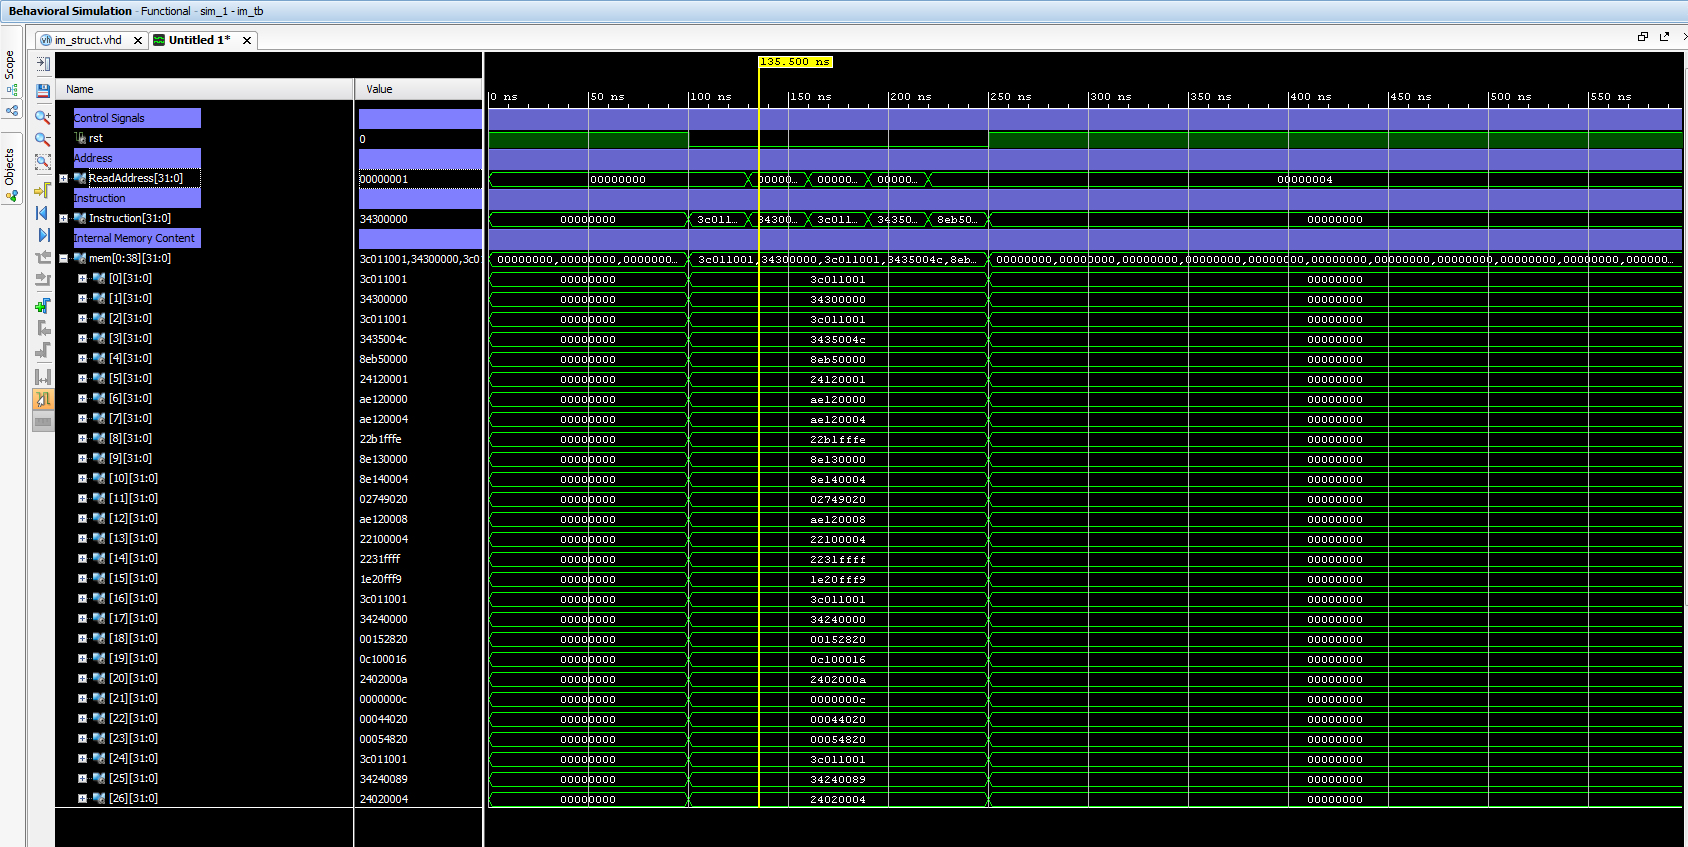 Behavioral Simulation - Functional - sim_1 - im_tb
im_struct.vhd Untitled 1*
Scope
Objects
135.500 ns
Name Value
0 ns 50 ns 100 ns 150 ns 200 ns 250 ns 300 ns 350 ns 400 ns 450 ns 500 ns 550 ns
Control Signals
rst 0
Address
ReadAddress[31:0] 00000001 00000000 00000... 00000... 00000... 00000004
Instruction
Instruction[31:0] 34300000 00000000 3c011... 34300... 3c011... 34350... 8eb50... 00000000
Internal Memory Content
mem[0:38][31:0] 3c011001,34300000,3c01 00000000,00000000,0000000... 3c011001,34300000,3c011001,3435004c,8eb... 00000000,00000000,00000000,00000000,00000000,00000000,00000000,00000000,00000000,000000...
[0][31:0] 3c011001 00000000 3c011001 00000000
[1][31:0] 34300000 00000000 34300000 00000000
[2][31:0] 3c011001 00000000 3c011001 00000000
[3][31:0] 3435004c 00000000 3435004c 00000000
[4][31:0] 8eb50000 00000000 8eb50000 00000000
[5][31:0] 24120001 00000000 24120001 00000000
[6][31:0] ae120000 00000000 ae120000 00000000
[7][31:0] ae120004 00000000 ae120004 00000000
[8][31:0] 22b1fffe 00000000 22b1fffe 00000000
[9][31:0] 8e130000 00000000 8e130000 00000000
[10][31:0] 8e140004 00000000 8e140004 00000000
[11][31:0] 02749020 00000000 02749020 00000000
[12][31:0] ae120008 00000000 ae120008 00000000
[13][31:0] 22100004 00000000 22100004 00000000
[14][31:0] 2231ffff 00000000 2231ffff 00000000
[15][31:0] 1e20fff9 00000000 1e20fff9 00000000
[16][31:0] 3c011001 00000000 3c011001 00000000
[17][31:0] 34240000 00000000 34240000 00000000
[18][31:0] 00152820 00000000 00152820 00000000
[19][31:0] 0c100016 00000000 0c100016 00000000
[20][31:0] 2402000a 00000000 2402000a 00000000
[21][31:0] 0000000c 00000000 0000000c 00000000
[22][31:0] 00044020 00000000 00044020 00000000
[23][31:0] 00054820 00000000 00054820 00000000
[24][31:0] 3c011001 00000000 3c011001 00000000
[25][31:0] 34240089 00000000 34240089 00000000
[26][31:0] 24020004 00000000 24020004 00000000